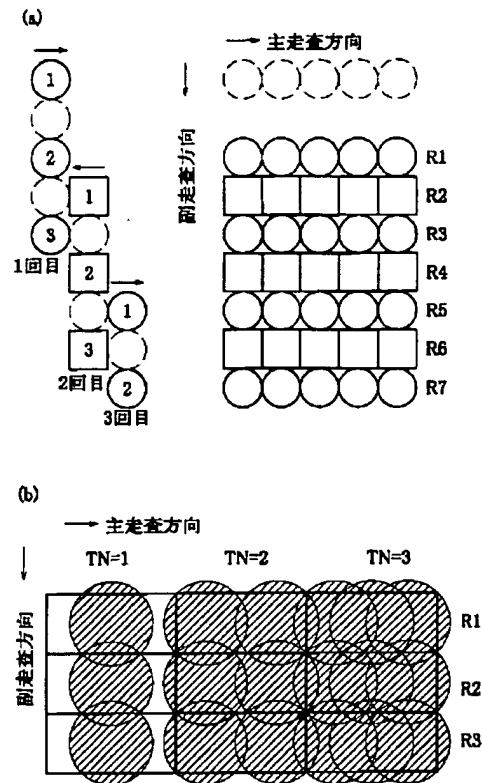 (a)
→ 主走査方向
副走査方向
1
2
3
1回目
1
2
3
2回目
1
2
3回目
R1
R2
R3
R4
R5
R6
R7
(b)
→ 主走査方向
副走査方向
TN=1 TN=2 TN=3
R1
R2
R3